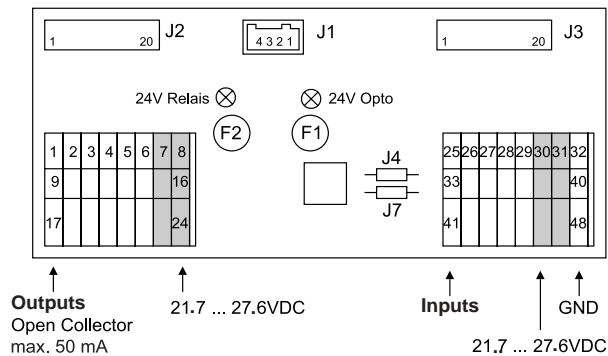 J2 J1 J3
1 20 4 3 2 1 1 20
24V Relais 24V Opto
F2 F1
1 2 3 4 5 6 7 8 J4 25 26 27 28 29 30 31 32
9 16 33 40
J7
17 24 41 48
Outputs 21.7 ... 27.6VDC Inputs GND
Open Collector
max. 50 mA 21.7 ... 27.6VDC